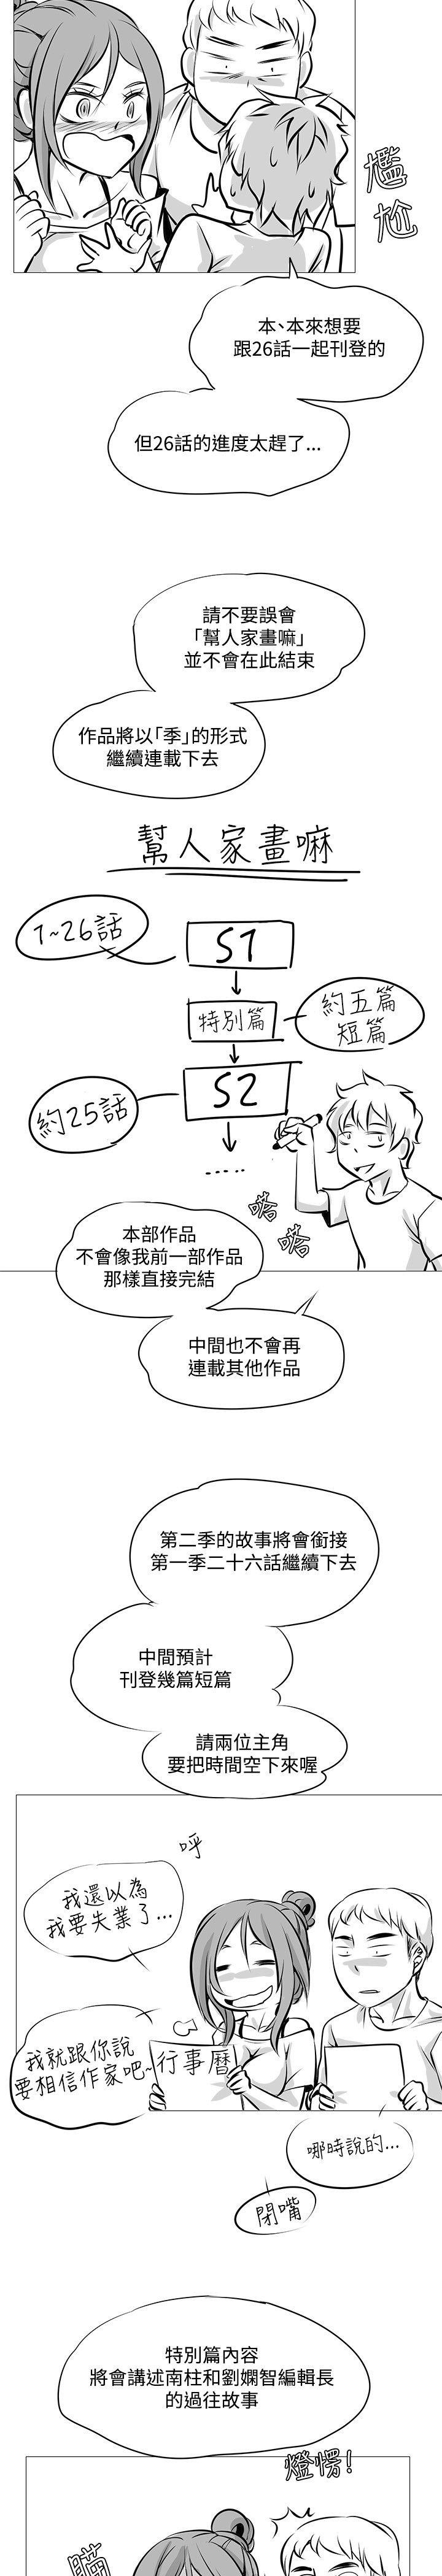 尷
尬
本、本來想要
跟26話一起刊登的
但26話的進度太趕了...
請不要誤會
「幫人家畫嘛」
並不會在此結束
作品將以「季」的形式
繼續連載下去
幫人家畫嘛
1~26話
S1
特別篇
約五篇
短篇
S2
約25話
.....
嗒
嗒
本部作品
不會像我前一部作品
那樣直接完結
中間也不會再
連載其他作品
第二季的故事將會銜接
第一季二十六話繼續下去
中間預計
刊登幾篇短篇
請兩位主角
要把時間空下來喔
呼
我還以為
我要失業了...
我就跟你說
要相信作家吧~
行事曆
哪時說的...
閉嘴
特別篇內容
將會講述南柱和劉嫻智編輯長
的過往故事
燈愣!
瞞